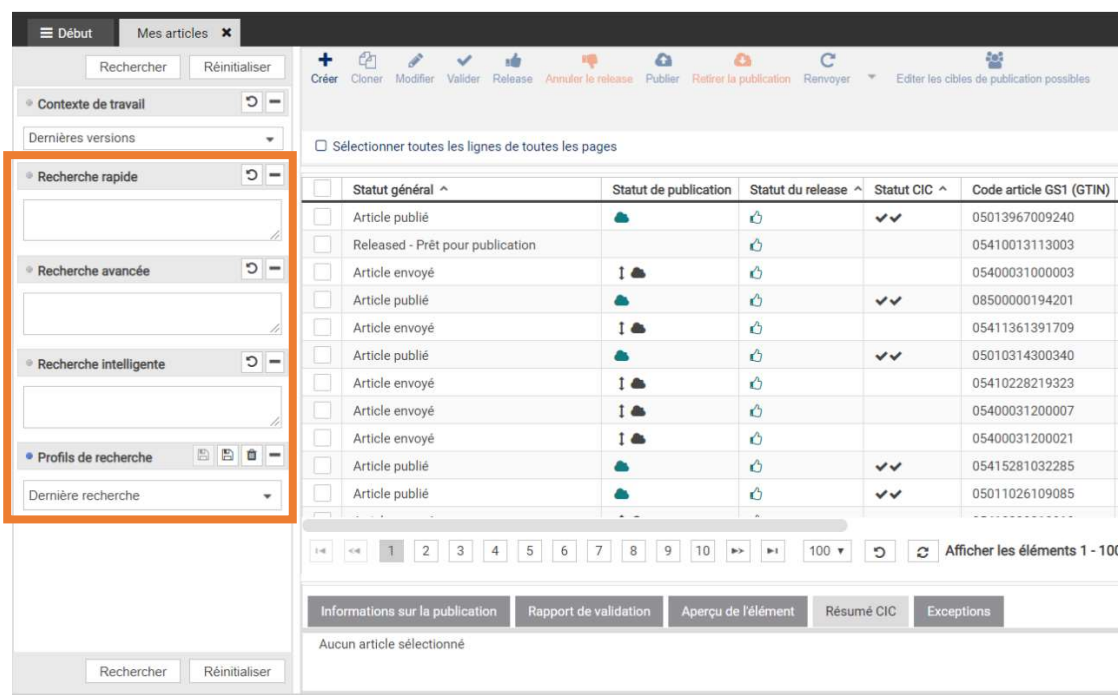 Début
Mes articles
Rechercher
Réinitialiser
Contexte de travail
Dernières versions
Recherche rapide
Recherche avancée
Recherche intelligente
Profils de recherche
Dernière recherche
Rechercher
Réinitialiser
Créer Cloner Modifier Valider Release Annuler le release Publier Retirer la publication Renvoyer Editer les cibles de publication possibles
Sélectionner toutes les lignes de toutes les pages
Statut général Statut de publication Statut du release Statut CIC Code article GS1 (GTIN)
Article publié 05013967009240
Released - Prêt pour publication 05410013113003
Article envoyé 05400031000003
Article publié 08500000194201
Article envoyé 05411361391709
Article publié 05010314300340
Article envoyé 05410228219323
Article envoyé 05400031200007
Article envoyé 05400031200021
Article publié 05415281032285
Article publié 05011026109085
1 2 3 4 5 6 7 8 9 10 100 Afficher les éléments 1 - 100
Informations sur la publication Rapport de validation Aperçu de l'élément Résumé CIC Exceptions
Aucun article sélectionné